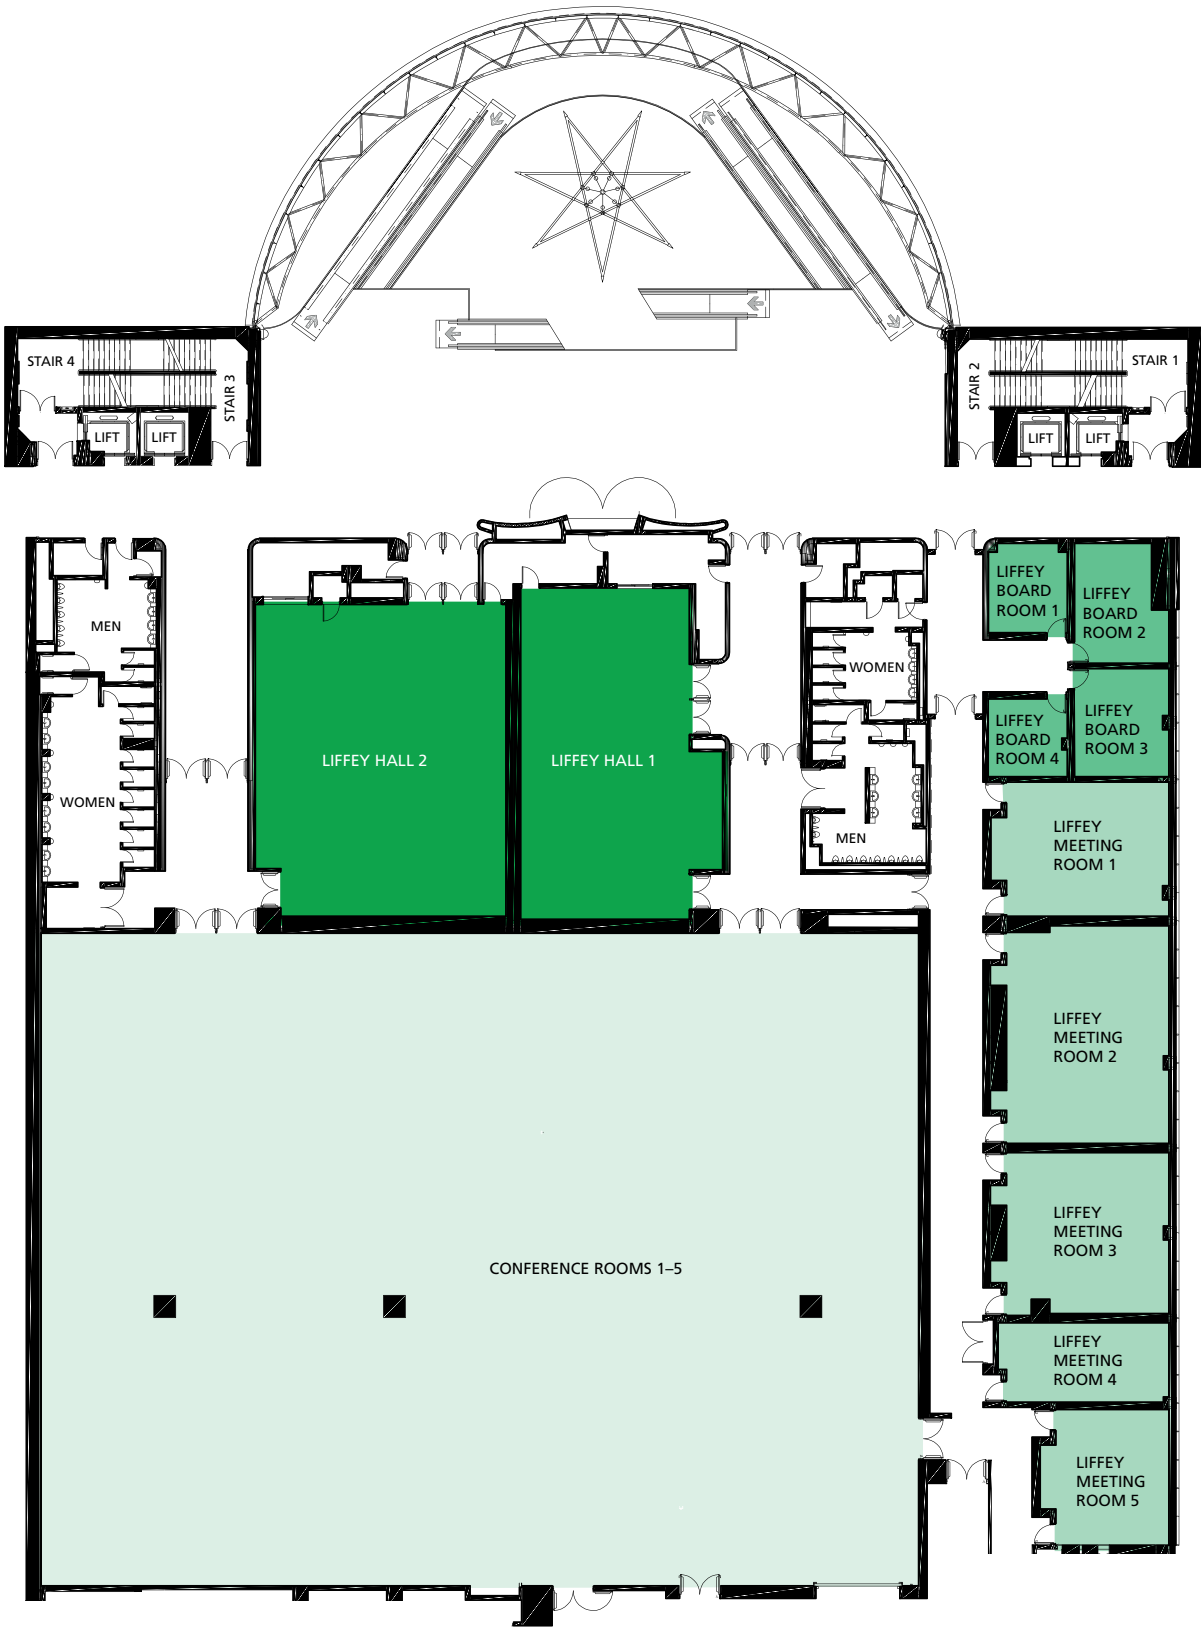 STAIR 4
STAIR 3
LIFT
LIFT
STAIR 2
STAIR 1
LIFT
LIFT
MEN
WOMEN
LIFFEY HALL 2
LIFFEY HALL 1
WOMEN
MEN
LIFFEY
BOARD
ROOM 1
LIFFEY
BOARD
ROOM 2
LIFFEY
BOARD
ROOM 4
LIFFEY
BOARD
ROOM 3
LIFFEY
MEETING
ROOM 1
LIFFEY
MEETING
ROOM 2
LIFFEY
MEETING
ROOM 3
CONFERENCE ROOMS 1–5
LIFFEY
MEETING
ROOM 4
LIFFEY
MEETING
ROOM 5